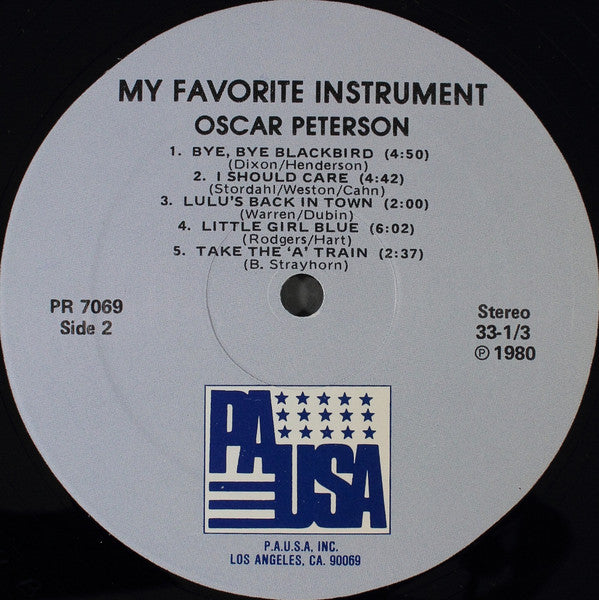 MY FAVORITE INSTRUMENT
OSCAR PETERSON
1. BYE, BYE BLACKBIRD (4:50)
(Dixon/Henderson)
2. I SHOULD CARE (4:42)
(Stordahl/Weston/Cahn)
3. LULU'S BACK IN TOWN (2:00)
(Warren/Dubin)
4. LITTLE GIRL BLUE (6:02)
(Rodgers/Hart)
5. TAKE THE 'A' TRAIN (2:37)
(B. Strayhorn)
PR 7069
Side 2
Stereo
33-1/3
℗ 1980
PA
USA
P.A.U.S.A, INC.
LOS ANGELES, CA. 90069